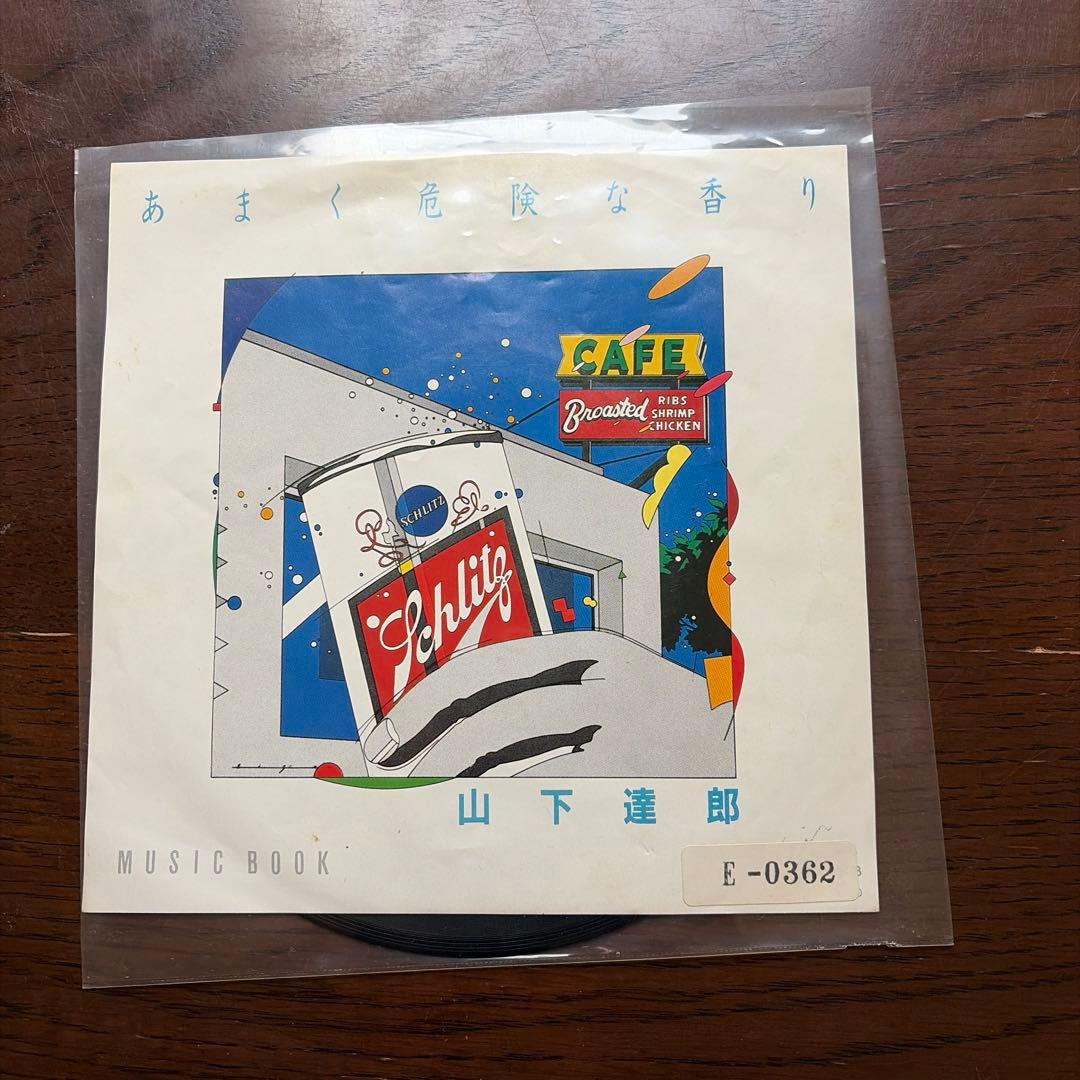 あまく危険な香り
CAFE
Broasted
RIBS
SHRIMP
CHICKEN
SCHLITZ
Schlitz
山下達郎
MUSIC BOOK
E-0362